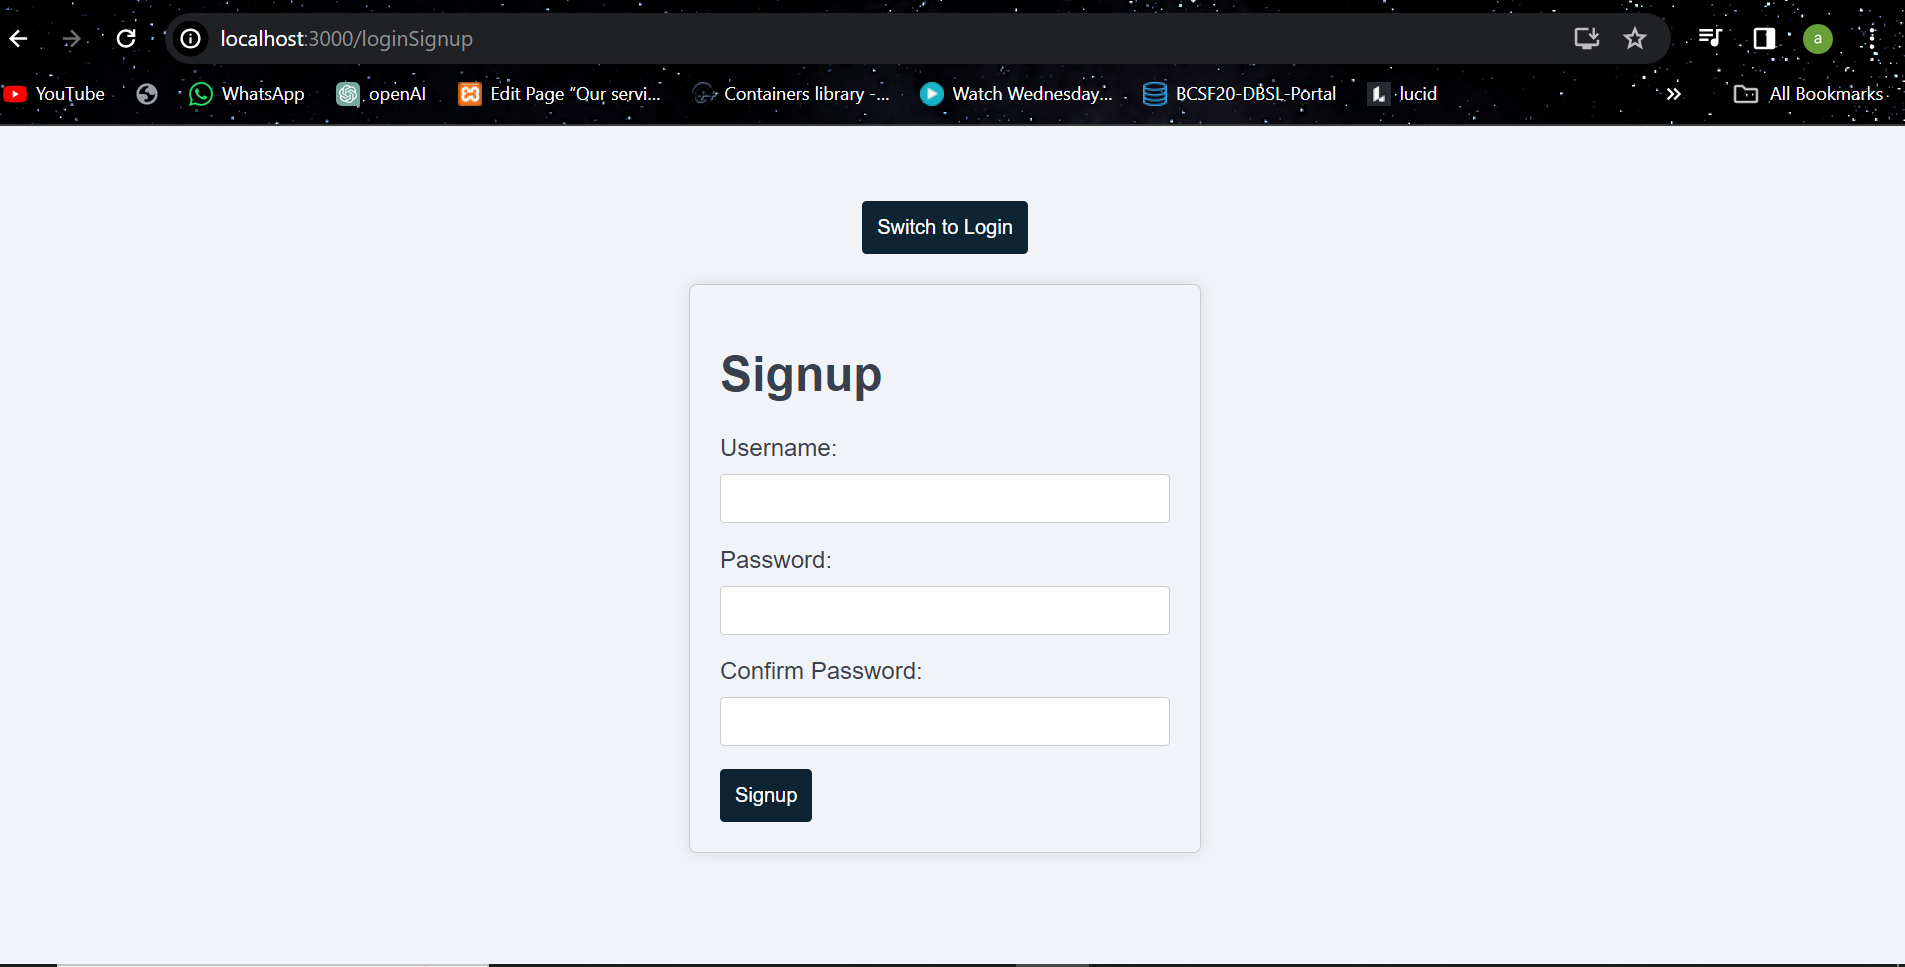 localhost:3000/loginSignup
a
YouTube WhatsApp openAI Edit Page “Our servi... Containers library -... Watch Wednesday... BCSF20-DBSL-Portal lucid » All Bookmarks
Switch to Login
Signup
Username:
Password:
Confirm Password:
Signup